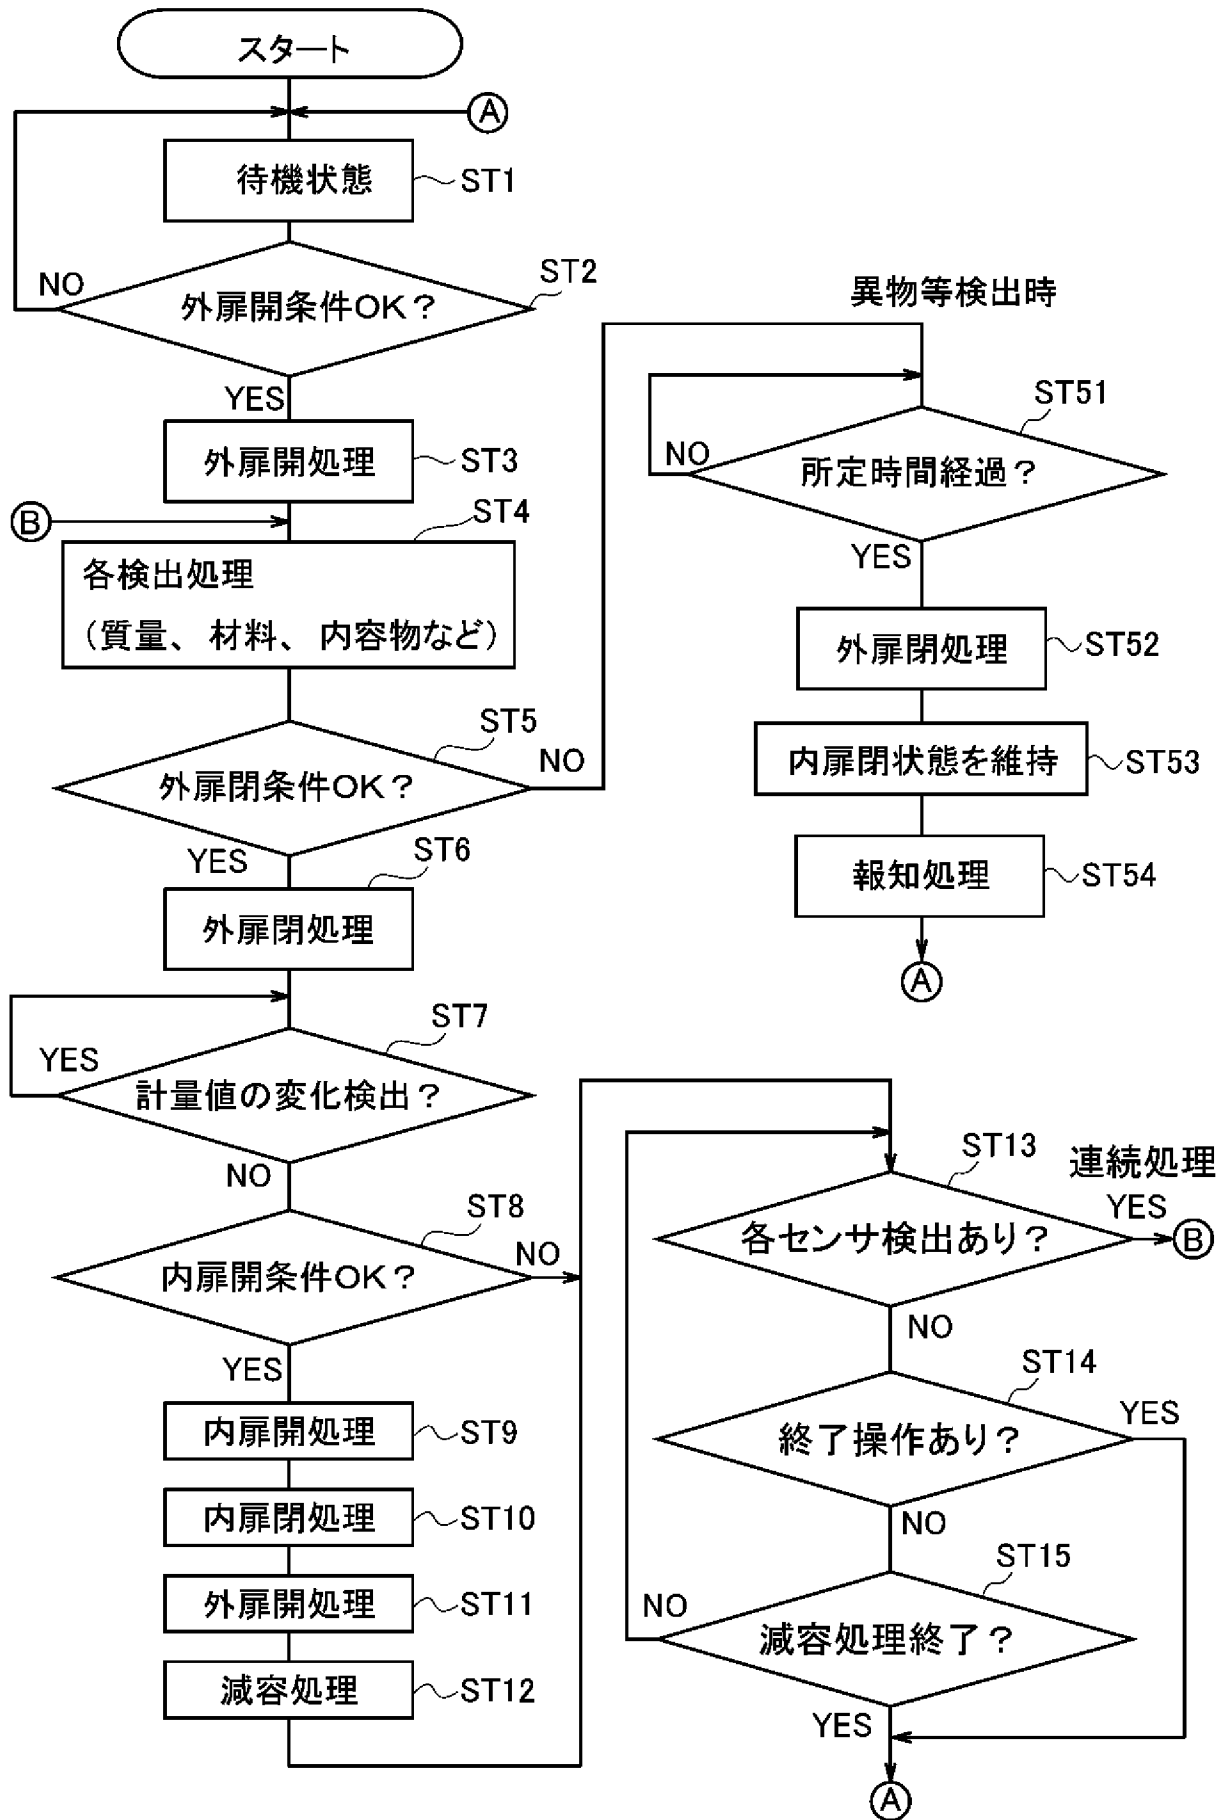 スタート
A
待機状態
ST1
NO
ST2
外扉開条件OK？
YES
外扉開処理
ST3
B
ST4
各検出処理
（質量、材料、内容物など）
ST5
外扉閉条件OK？
NO
YES
ST6
外扉閉処理
ST7
YES
計量値の変化検出？
NO
ST8
内扉開条件OK？
NO
YES
内扉開処理
ST9
内扉閉処理
ST10
外扉開処理
ST11
減容処理
ST12
異物等検出時
ST51
NO
所定時間経過？
YES
外扉閉処理
ST52
内扉閉状態を維持
ST53
報知処理
ST54
A
ST13
連続処理
YES
各センサ検出あり？
B
NO
ST14
YES
終了操作あり？
NO
ST15
NO
減容処理終了？
YES
A